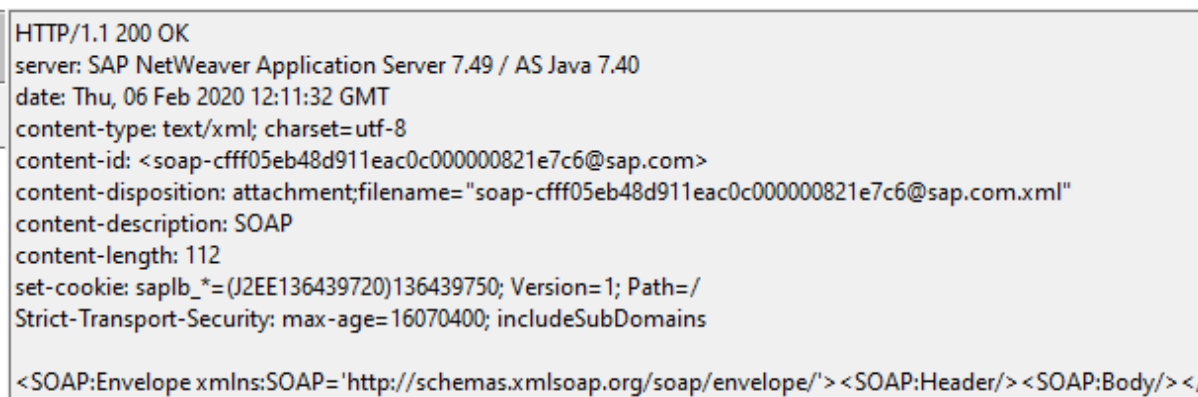 HTTP/1.1 200 OK
server: SAP NetWeaver Application Server 7.49 / AS Java 7.40
date: Thu, 06 Feb 2020 12:11:32 GMT
content-type: text/xml; charset=utf-8
content-id: <soap-cfff05eb48d911eac0c000000821e7c6@sap.com>
content-disposition: attachment;filename="soap-cfff05eb48d911eac0c000000821e7c6@sap.com.xml"
content-description: SOAP
content-length: 112
set-cookie: saplb_*=(J2EE136439720)136439750; Version=1; Path=/
Strict-Transport-Security: max-age=16070400; includeSubDomains
<SOAP:Envelope xmlns:SOAP='http://schemas.xmlsoap.org/soap/envelope/'><SOAP:Header/><SOAP:Body/></